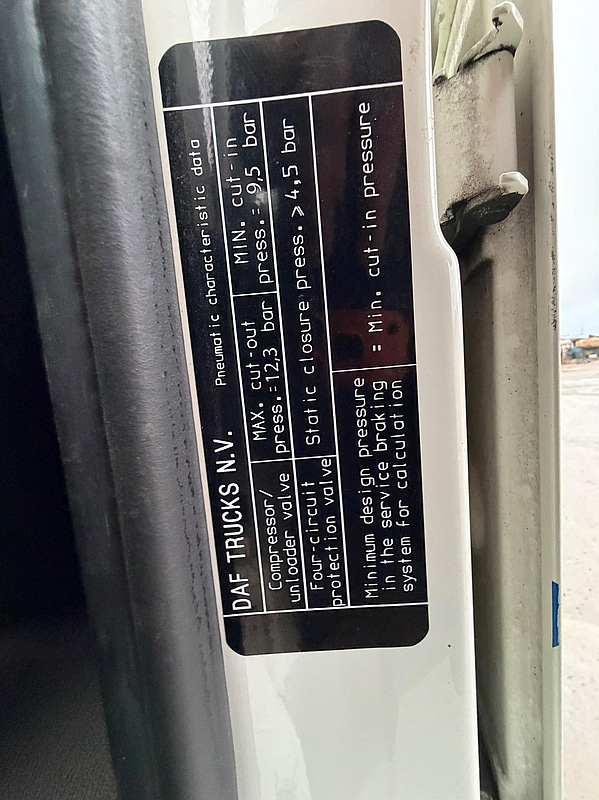 DAF TRUCKS N.V. Pneumatic characteristic data
Compressor/
unloader valve
MAX. cut-out
press.=12,3 bar
MIN. cut-in
press.= 9,5 bar
Four-circuit
protection valve
Static closure press. ⩾ 4,5 bar
Minimum design pressure
in the service braking
system for calculation
= Min. cut-in pressure